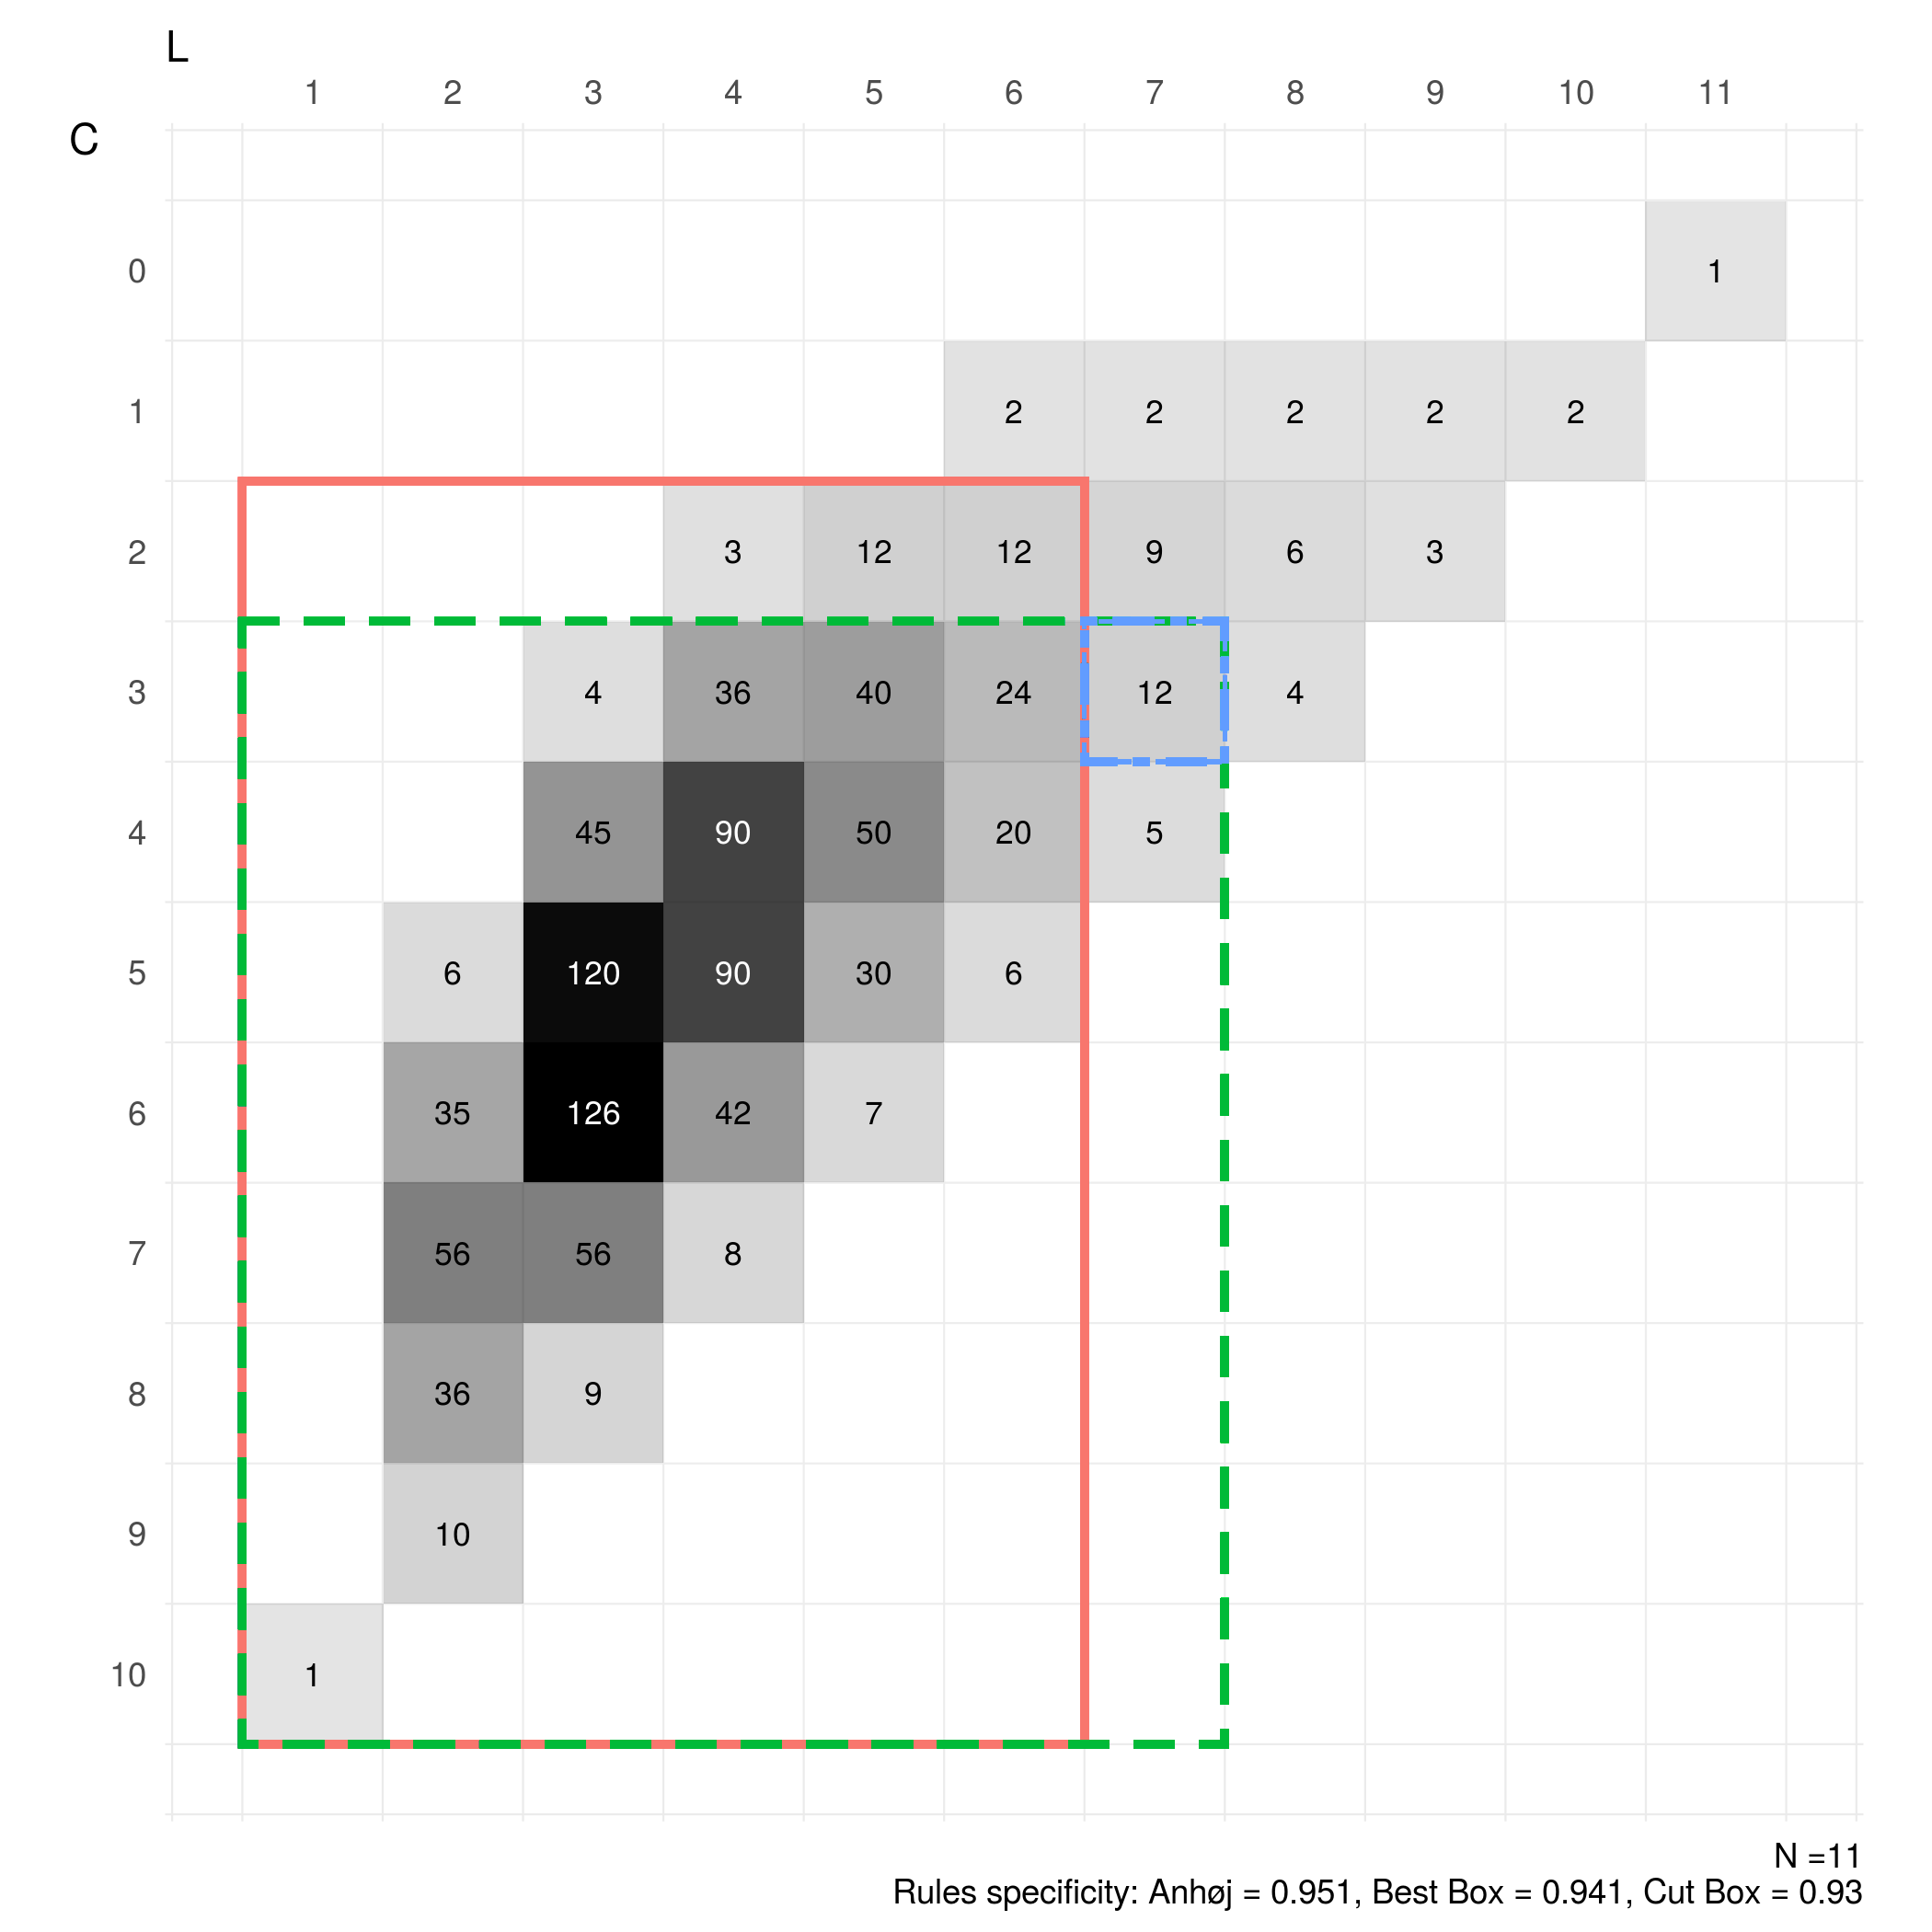 L
1 2 3 4 5 6 7 8 9 10 11
C
0 1
1 2 2 2 2 2
2 3 12 12 9 6 3
3 4 36 40 24 12 4
4 45 90 50 20 5
5 6 120 90 30 6
6 35 126 42 7
7 56 56 8
8 36 9
9 10
10 1
N =11
Rules specificity: Anhøj = 0.951, Best Box = 0.941, Cut Box = 0.93